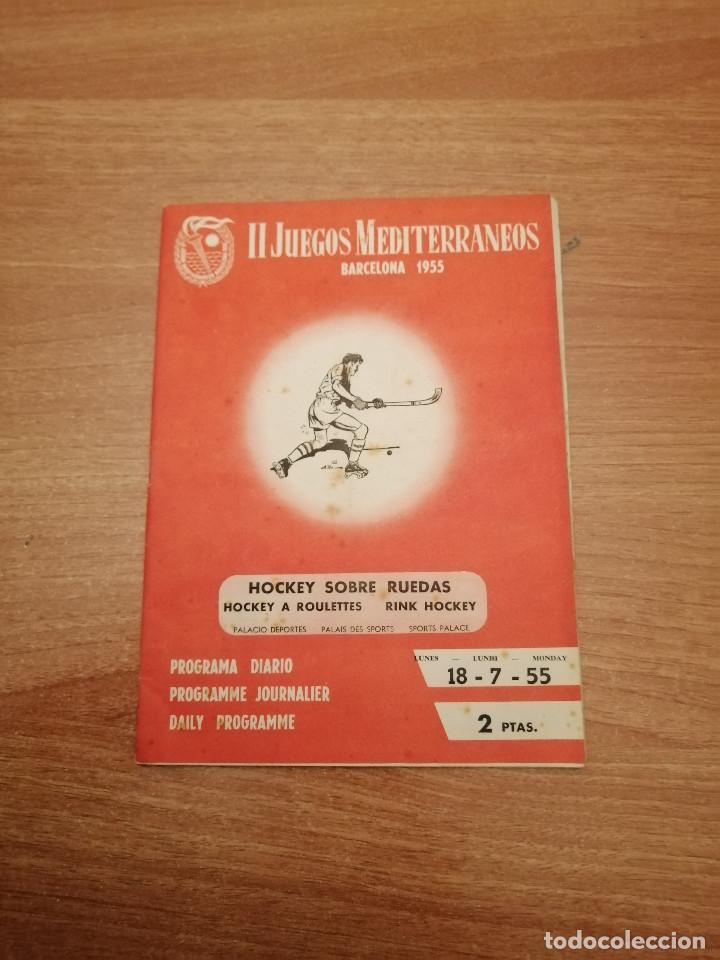 II JUEGOS MEDITERRANEOS
BARCELONA 1955
HOCKEY SOBRE RUEDAS
HOCKEY A ROULETTES RINK HOCKEY
PALACIO DEPORTES PALAIS DES SPORTS SPORTS PALACE
PROGRAMA DIARIO
PROGRAMME JOURNALIER
DAILY PROGRAMME
LUNES — LUNDI — MONDAY
18 - 7 - 55
2 PTAS.
todocoleccion